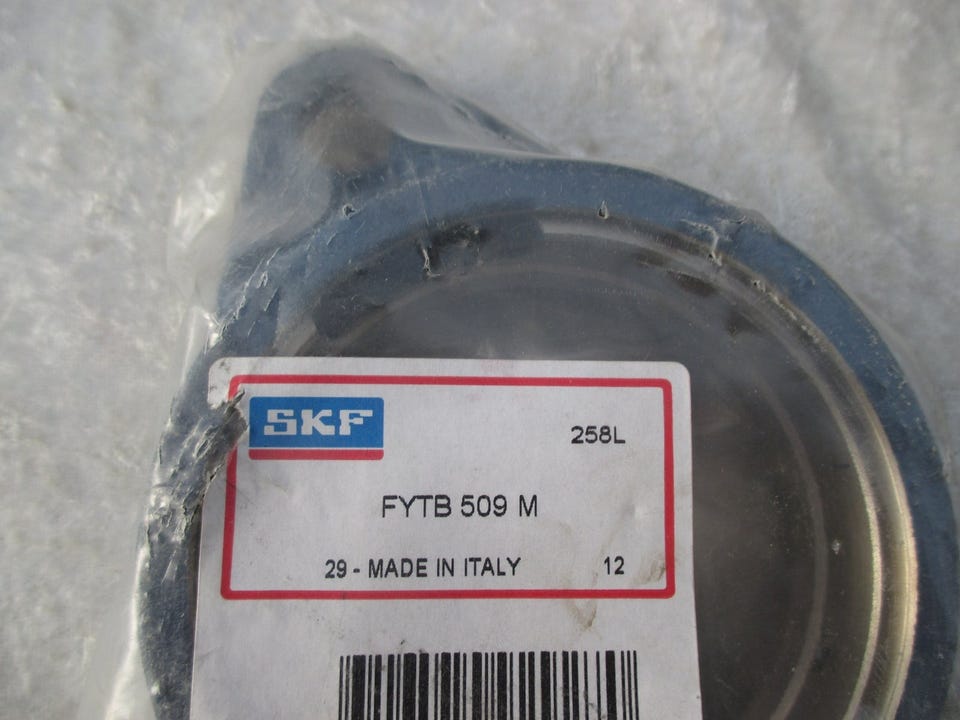 SKF
258L
FYTB 509 M
29 - MADE IN ITALY 12